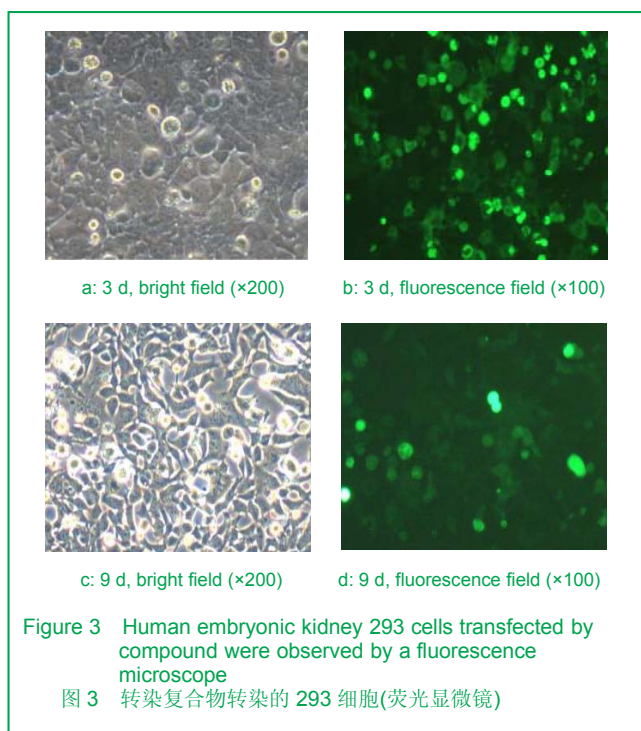 a: 3 d, bright field (×200)
b: 3 d, fluorescence field (×100)
c: 9 d, bright field (×200)
d: 9 d, fluorescence field (×100)
Figure 3 Human embryonic kidney 293 cells transfected by
compound were observed by a fluorescence
microscope
图 3 转染复合物转染的 293 细胞(荧光显微镜)